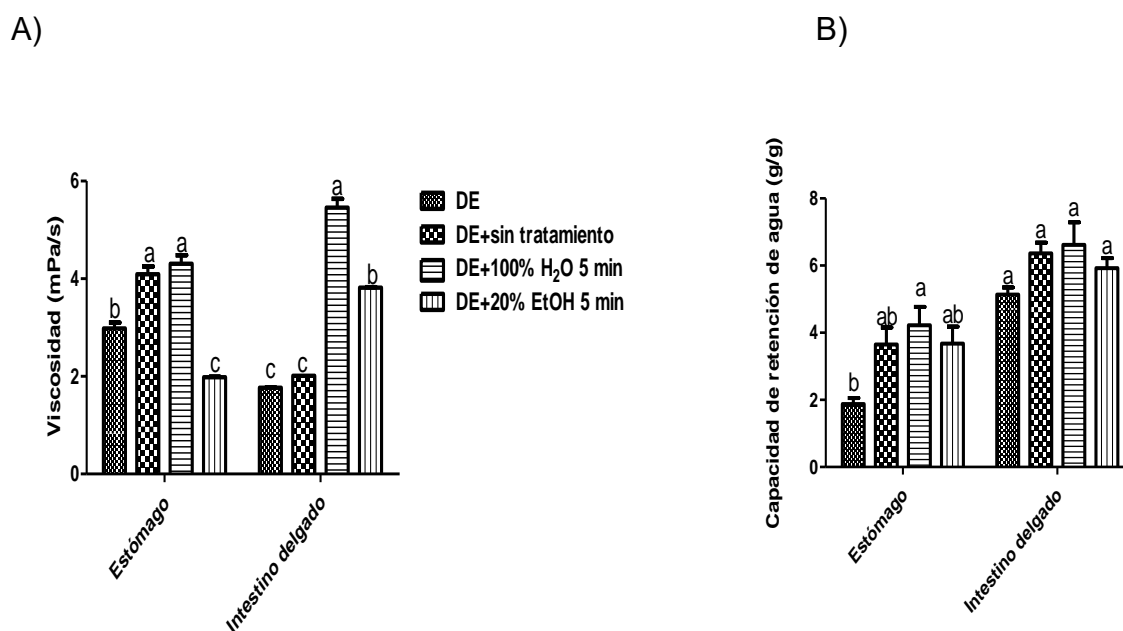 A)
B)
Viscosidad (mPa/s)
6
4
2
0
b
a
a
c
c
c
a
b
Estómago
Intestino delgado
DE
DE+sin tratamiento
DE+100% H₂O 5 min
DE+20% EtOH 5 min
Capacidad de retención de agua (g/g)
8
6
4
2
0
b
ab
a
ab
a
a
a
a
Estómago
Intestino delgado